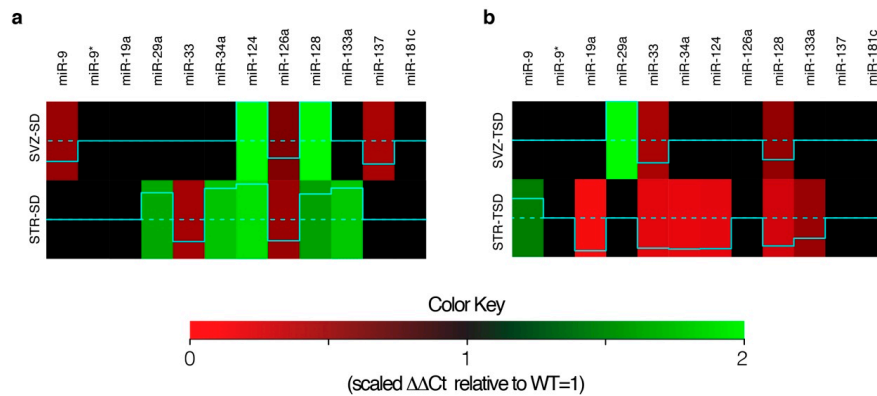 a
miR-9
miR-9*
miR-19a
miR-29a
miR-33
miR-34a
miR-124
miR-126a
miR-128
miR-133a
miR-137
miR-181c
SVZ-SD
STR-SD
b
miR-9
miR-9*
miR-19a
miR-29a
miR-33
miR-34a
miR-124
miR-126a
miR-128
miR-133a
miR-137
miR-181c
SVZ-TSD
STR-TSD
Color Key
0 1 2
(scaled ΔΔCt relative to WT=1)